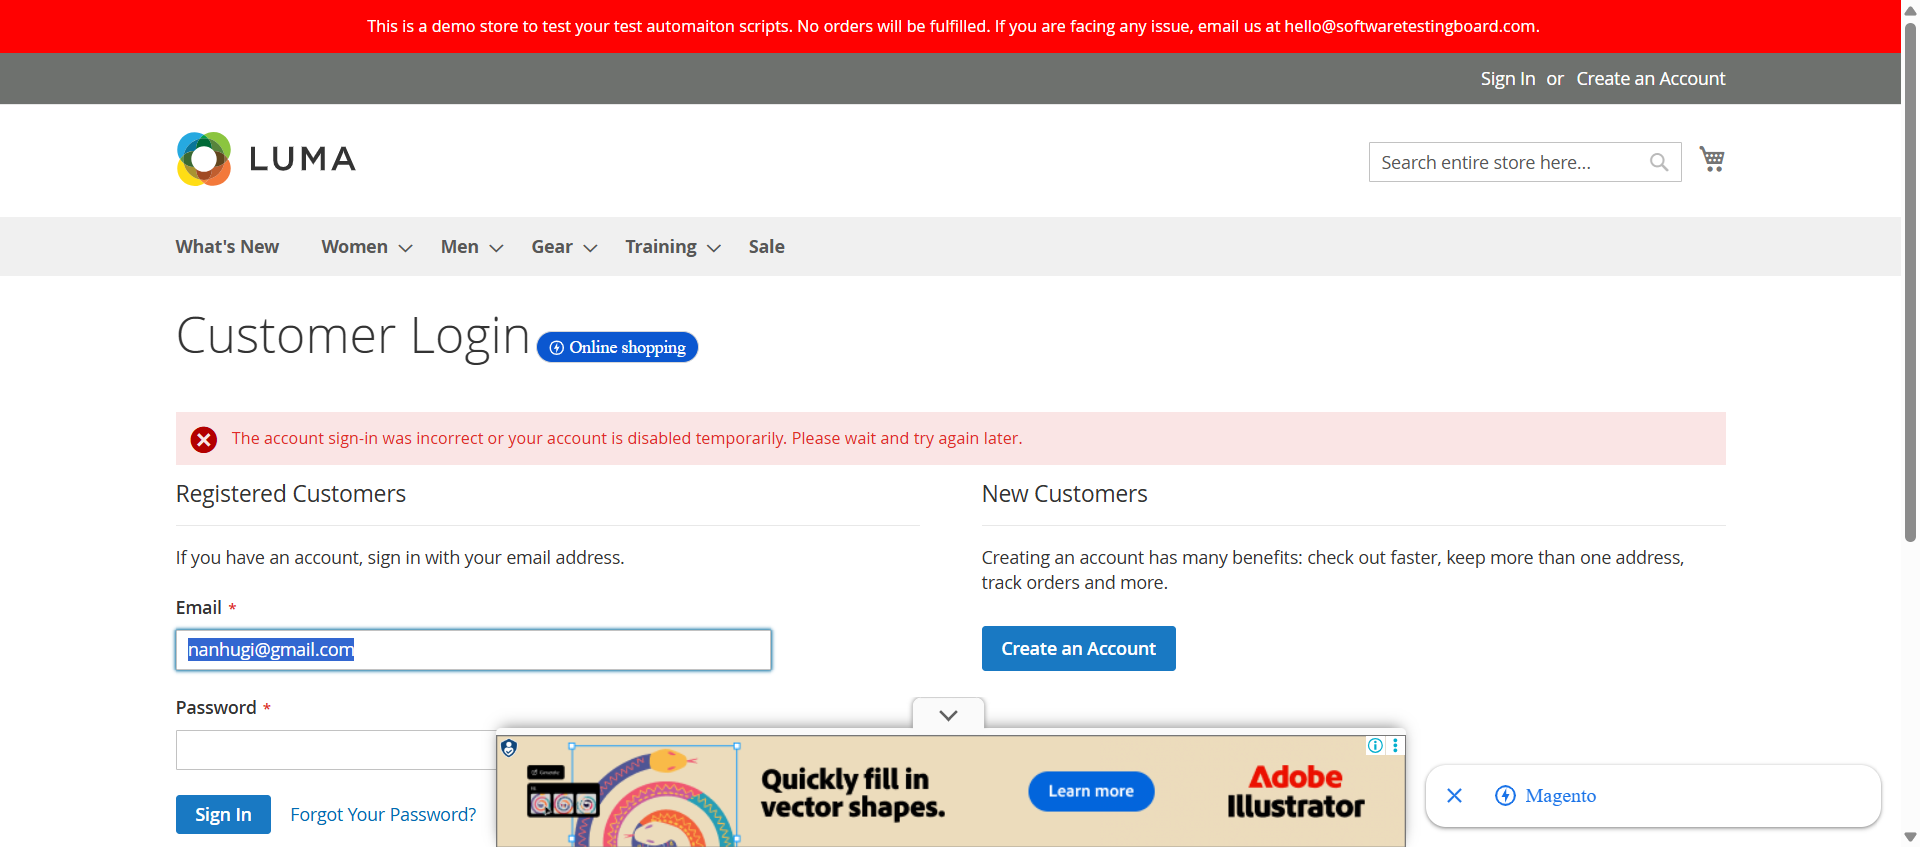 This is a demo store to test your test automaiton scripts. No orders will be fulfilled. If you are facing any issue, email us at hello@softwaretestingboard.com.
Sign In or Create an Account
LUMA
Search entire store here...
What's New Women Men Gear Training Sale
Customer Login
Online shopping
The account sign-in was incorrect or your account is disabled temporarily. Please wait and try again later.
Registered Customers
If you have an account, sign in with your email address.
Email *
nanhugi@gmail.com
Password *
Sign In Forgot Your Password?
New Customers
Creating an account has many benefits: check out faster, keep more than one address,
track orders and more.
Create an Account
Quickly fill in
vector shapes.
Learn more
Adobe
Illustrator
Magento